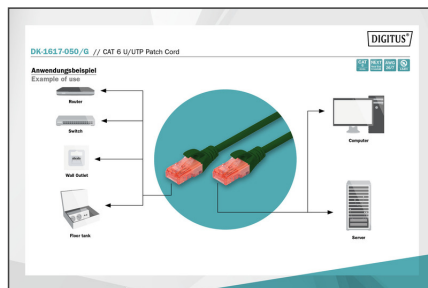 DIGITUS®
DK-1617-050/G // CAT 6 U/UTP Patch Cord
Anwendungsbeispiel
Example of use
Router
Switch
Wall Outlet
Floor tank
Computer
Server